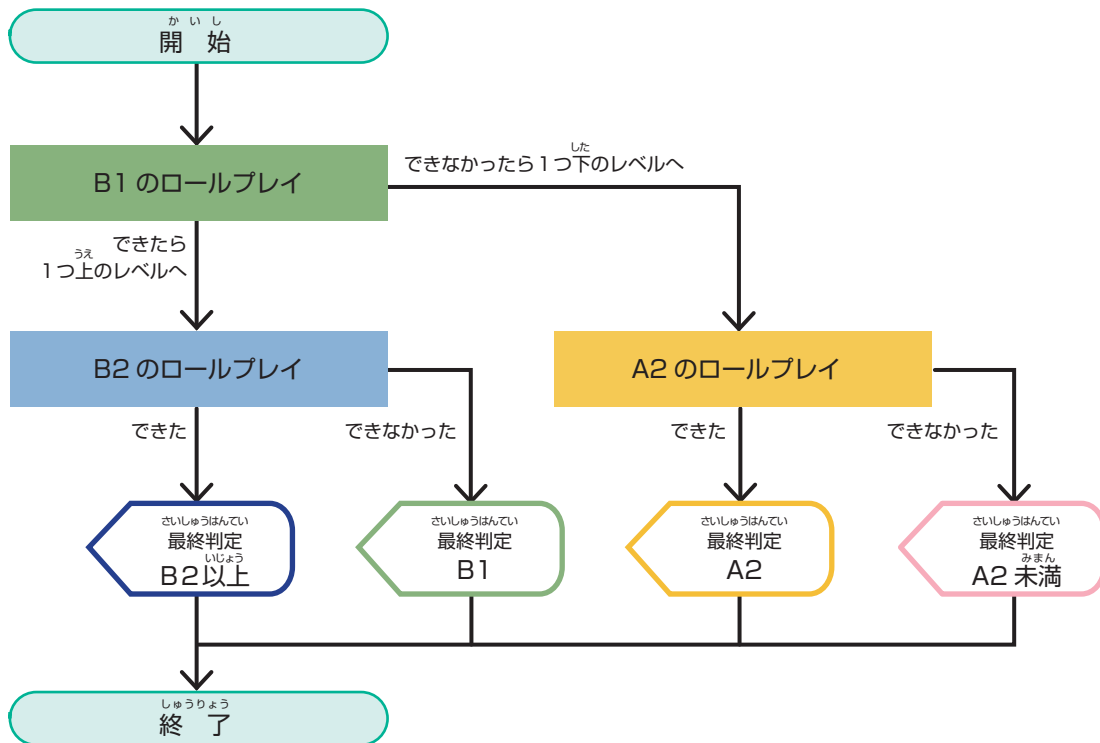 かいし
開 始
B1 のロールプレイ
できなかったら１つ下のレベルへ
した
できたら
うえ
１つ上のレベルへ
B2 のロールプレイ
A2 のロールプレイ
できた
できなかった
できた
できなかった
さいしゅうはんてい
最終判定
いじょう
B2以上
さいしゅうはんてい
最終判定
B1
さいしゅうはんてい
最終判定
A2
さいしゅうはんてい
最終判定
みまん
A2 未満
しゅうりょう
終 了